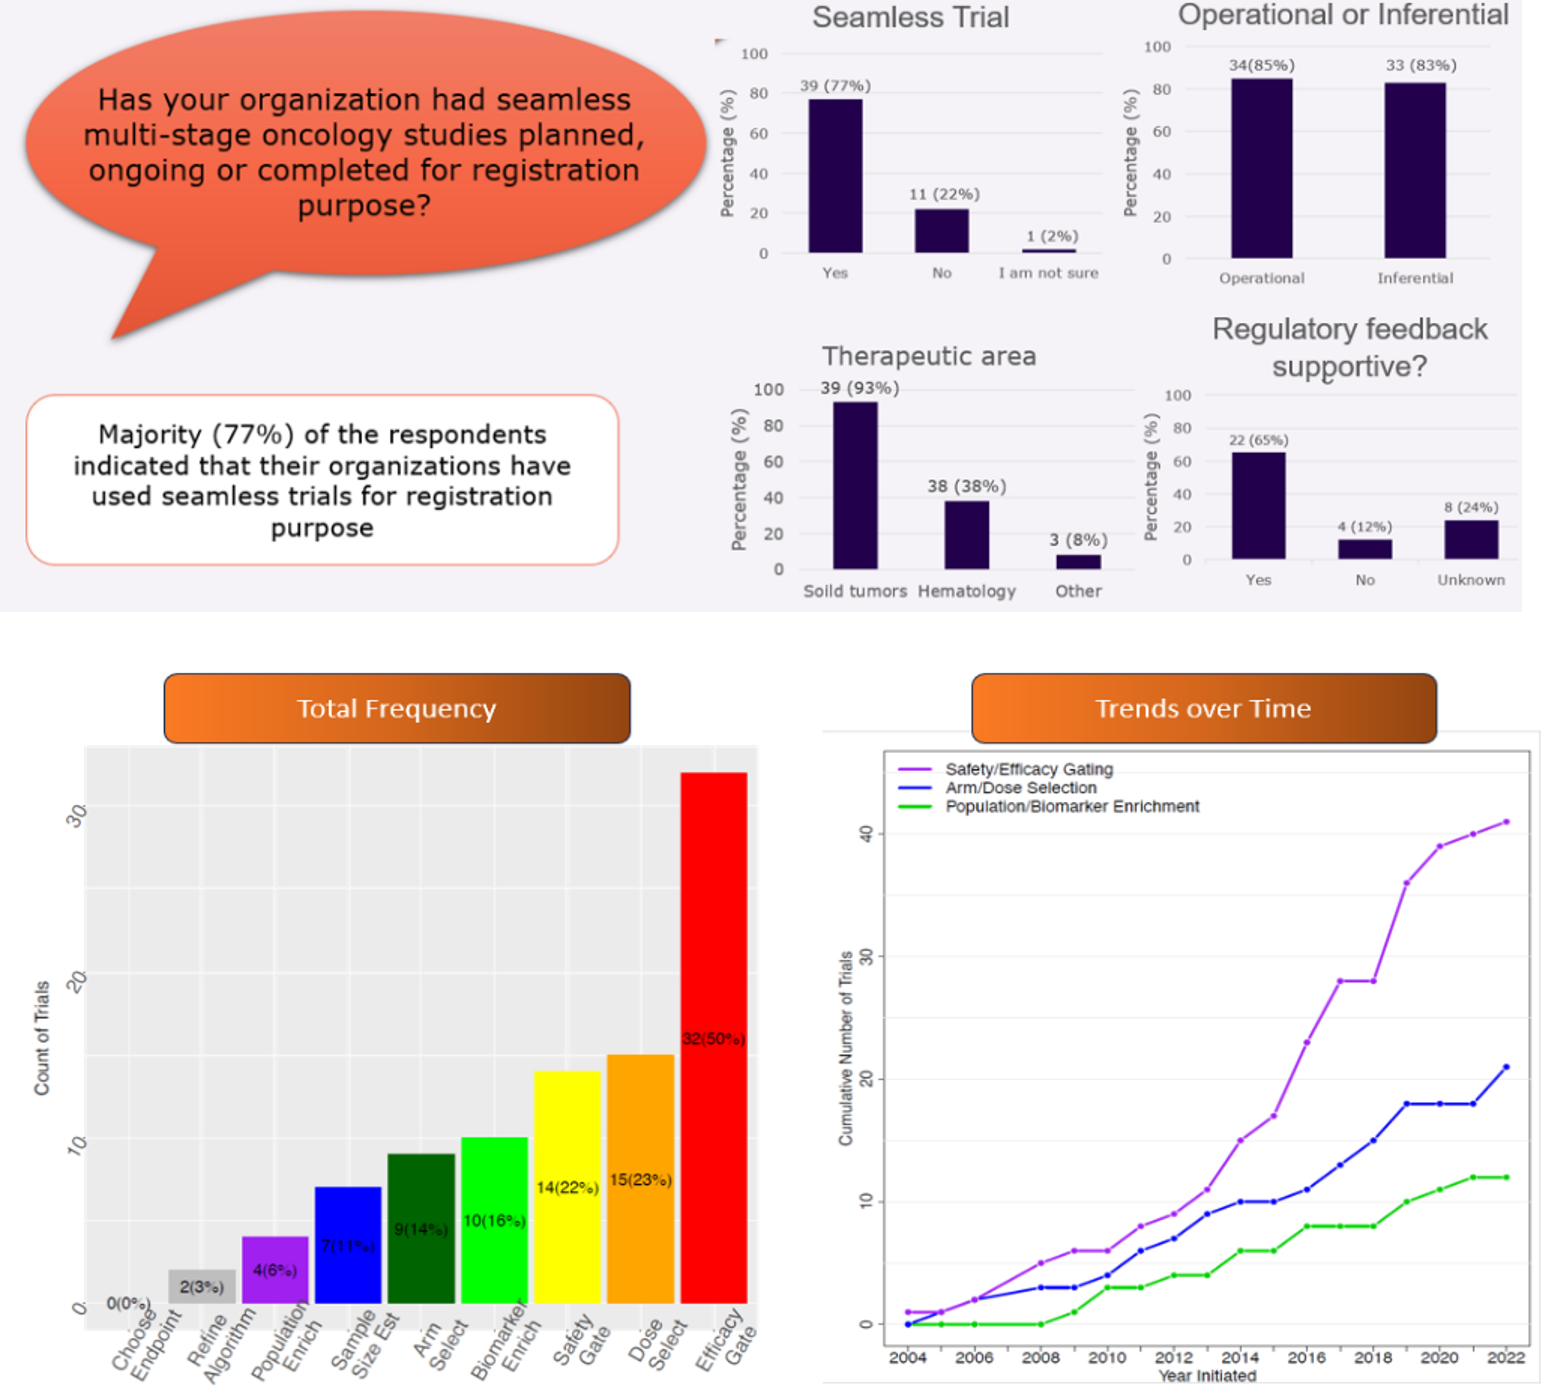 Has your organization had seamless
multi-stage oncology studies planned,
ongoing or completed for registration
purpose?
Majority (77%) of the respondents
indicated that their organizations have
used seamless trials for registration
purpose
Seamless Trial
Percentage (%)
100
80
60
40
20
0
39 (77%)
11 (22%)
1 (2%)
Yes No I am not sure
Operational or Inferential
Percentage (%)
100
80
60
40
20
0
34(85%)
33 (83%)
Operational Inferential
Therapeutic area
Percentage (%)
100
80
60
40
20
0
39 (93%)
38 (38%)
3 (8%)
Soild tumors Hematology Other
Regulatory feedback
supportive?
Percentage (%)
100
80
60
40
20
0
22 (65%)
4 (12%)
8 (24%)
Yes No Unknown
Total Frequency
Count of Trials
30
20
10
0
0(0%)
2(3%)
4(6%)
7(11%)
9(14%)
10(16%)
14(22%)
15(23%)
32(50%)
Choose
Endpoint
Refine
Algorithm
Population
Enrich
Sample
Size Est
Arm
Select
Biomarker
Enrich
Safety
Gate
Dose
Select
Efficacy
Gate
Trends over Time
Safety/Efficacy Gating
Arm/Dose Selection
Population/Biomarker Enrichment
Cumulative Number of Trials
40
30
20
10
0
2004 2006 2008 2010 2012 2014 2016 2018 2020 2022
Year Initiated